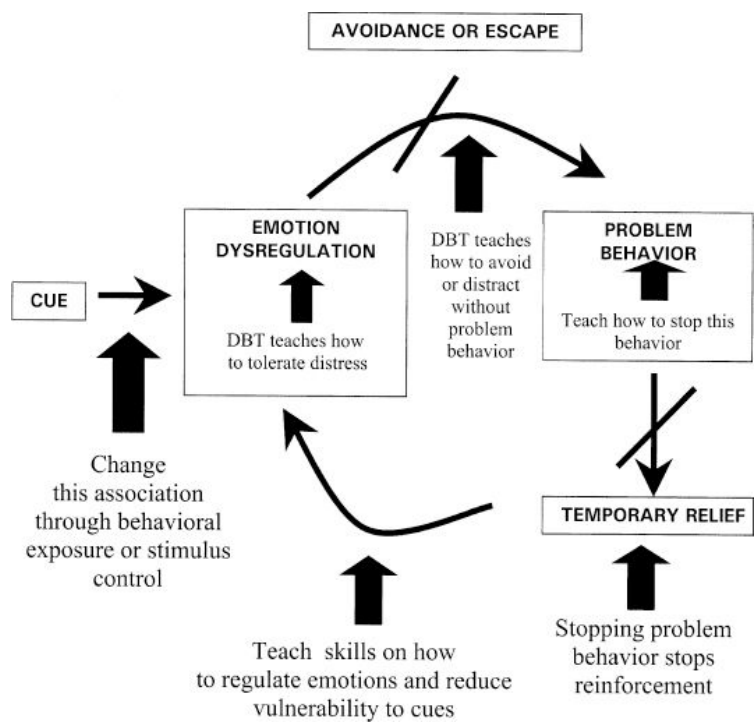 AVOIDANCE OR ESCAPE
EMOTION
DYSREGULATION
DBT teaches how
to tolerate distress
DBT teaches
how to avoid
or distract
without
problem
behavior
PROBLEM
BEHAVIOR
Teach how to stop this
behavior
CUE
Change
this association
through behavioral
exposure or stimulus
control
TEMPORARY RELIEF
Teach skills on how
to regulate emotions and reduce
vulnerability to cues
Stopping problem
behavior stops
reinforcement